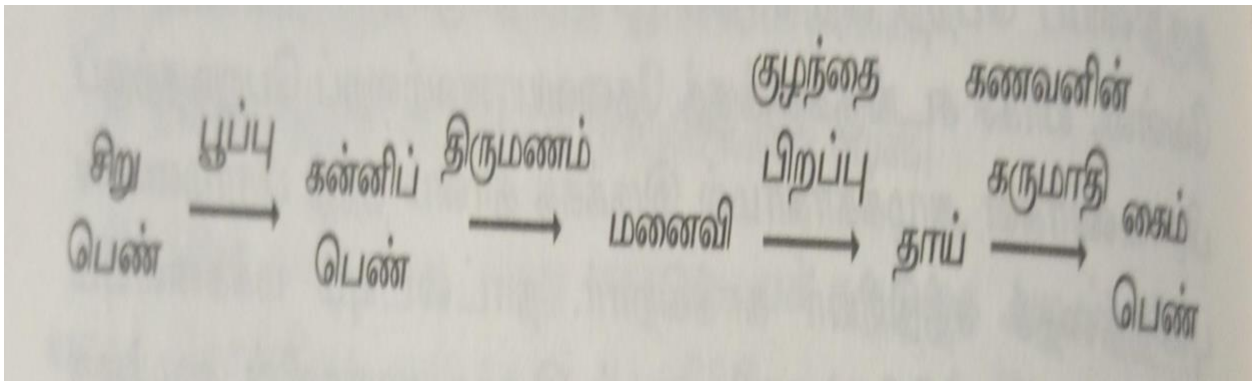 சிறு
பெண்
பூப்பு
கன்னிப்
பெண்
திருமணம்
மனைவி
குழந்தை
பிறப்பு
தாய்
கணவனின்
கருமாதி
கைம்
பெண்